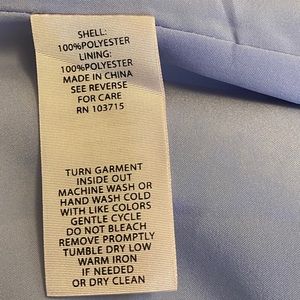 SHELL:
100%POLYESTER
LINING:
100%POLYESTER
MADE IN CHINA
SEE REVERSE
FOR CARE
RN 103715
TURN GARMENT
INSIDE OUT
MACHINE WASH OR
HAND WASH COLD
WITH LIKE COLORS
GENTLE CYCLE
DO NOT BLEACH
REMOVE PROMPTLY
TUMBLE DRY LOW
WARM IRON
IF NEEDED
OR DRY CLEAN